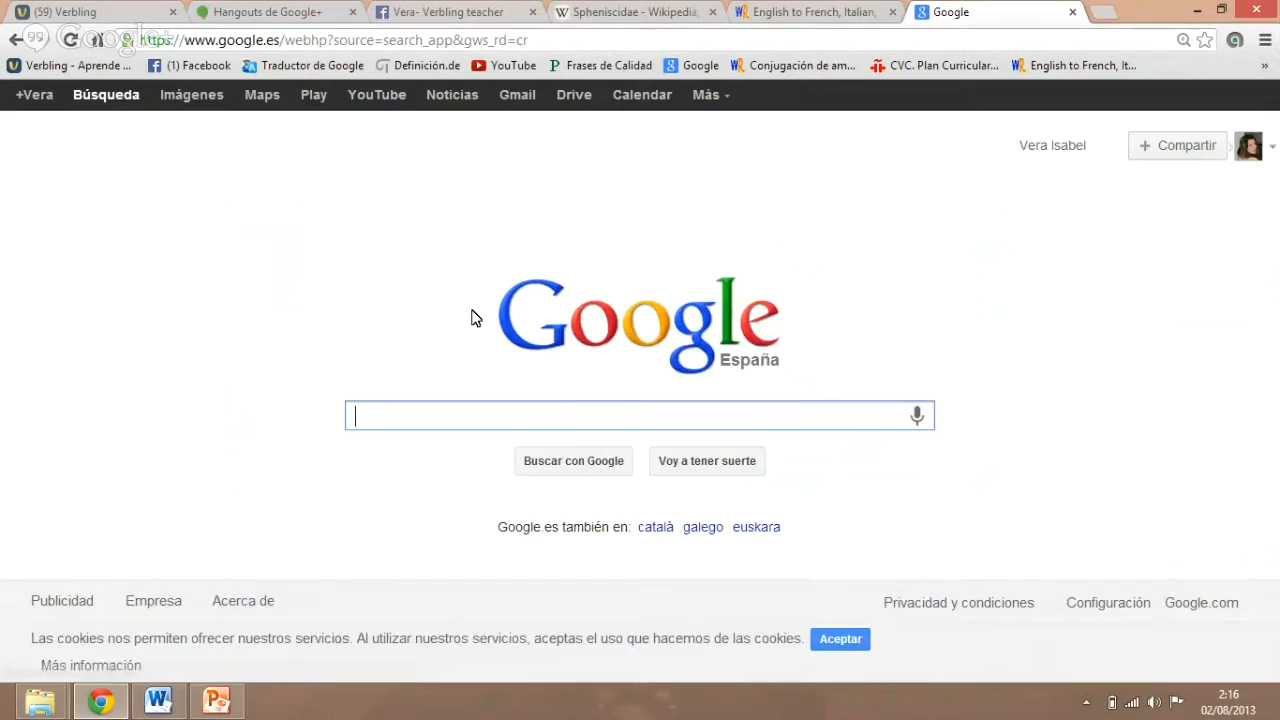 (59) Verbling
Hangouts de Google+
Vera- Verbling teacher
Spheniscidae - Wikipedia,
English to French, Italian,
Google
https://www.google.es/webhp?source=search_app&gws_rd=cr
Verbling - Aprende ...
(1) Facebook
Traductor de Google
Definición.de
YouTube
Frases de Calidad
Google
Conjugación de am...
CVC. Plan Curricular...
English to French, It...
+Vera
Búsqueda
Imágenes
Maps
Play
YouTube
Noticias
Gmail
Drive
Calendar
Más
Vera Isabel
+ Compartir
Google
España
Buscar con Google
Voy a tener suerte
Google.es también en: català galego euskara
Publicidad
Empresa
Acerca de
Privacidad y condiciones
Configuración
Google.com
Las cookies nos permiten ofrecer nuestros servicios. Al utilizar nuestros servicios, aceptas el uso que hacemos de las cookies.
Aceptar
Más información
2:16
02/08/2013